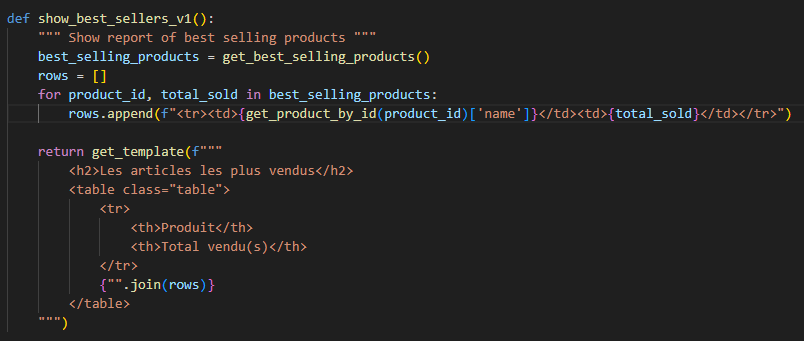 def show_best_sellers_v1():
    """ Show report of best selling products """
    best_selling_products = get_best_selling_products()
    rows = []
    for product_id, total_sold in best_selling_products:
        rows.append(f"<tr><td>{get_product_by_id(product_id)['name']}</td><td>{total_sold}</td></tr>")

    return get_template(f"""
        <h2>Les articles les plus vendus</h2>
        <table class="table">
            <tr>
                <th>Produit</th>
                <th>Total vendu(s)</th>
            </tr>
            {"".join(rows)}
        </table>
    """)